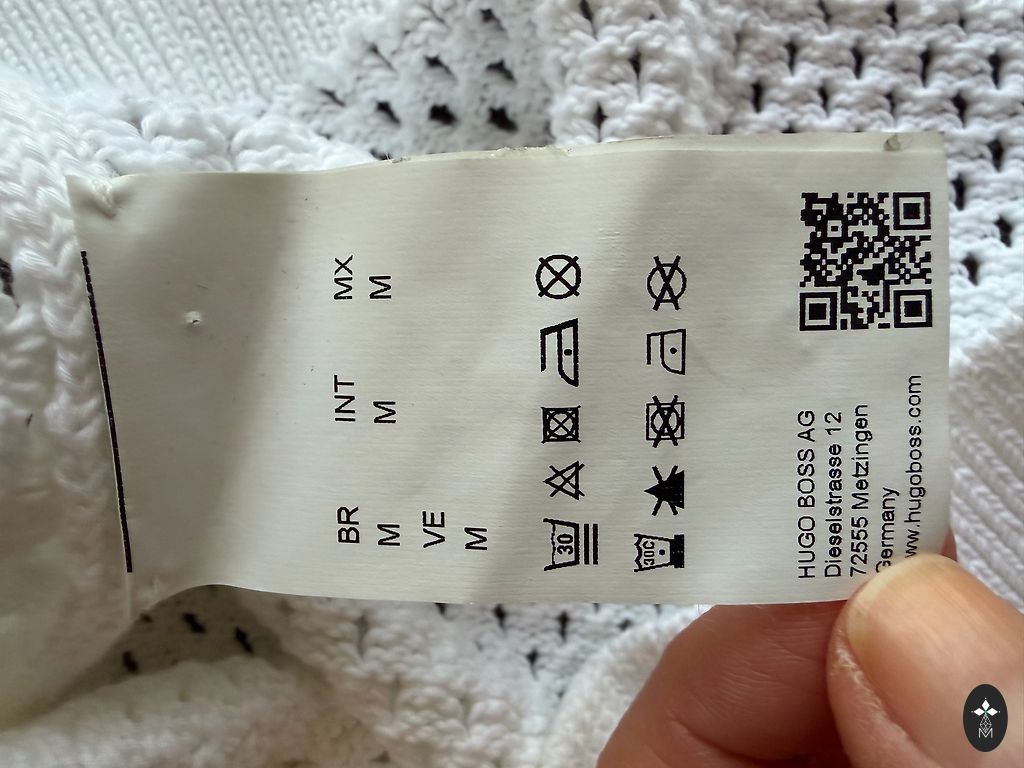 BR INT MX
M M M
VE
M
30
30C
HUGO BOSS AG
Dieselstrasse 12
72555 Metzingen
Germany
www.hugoboss.com
M